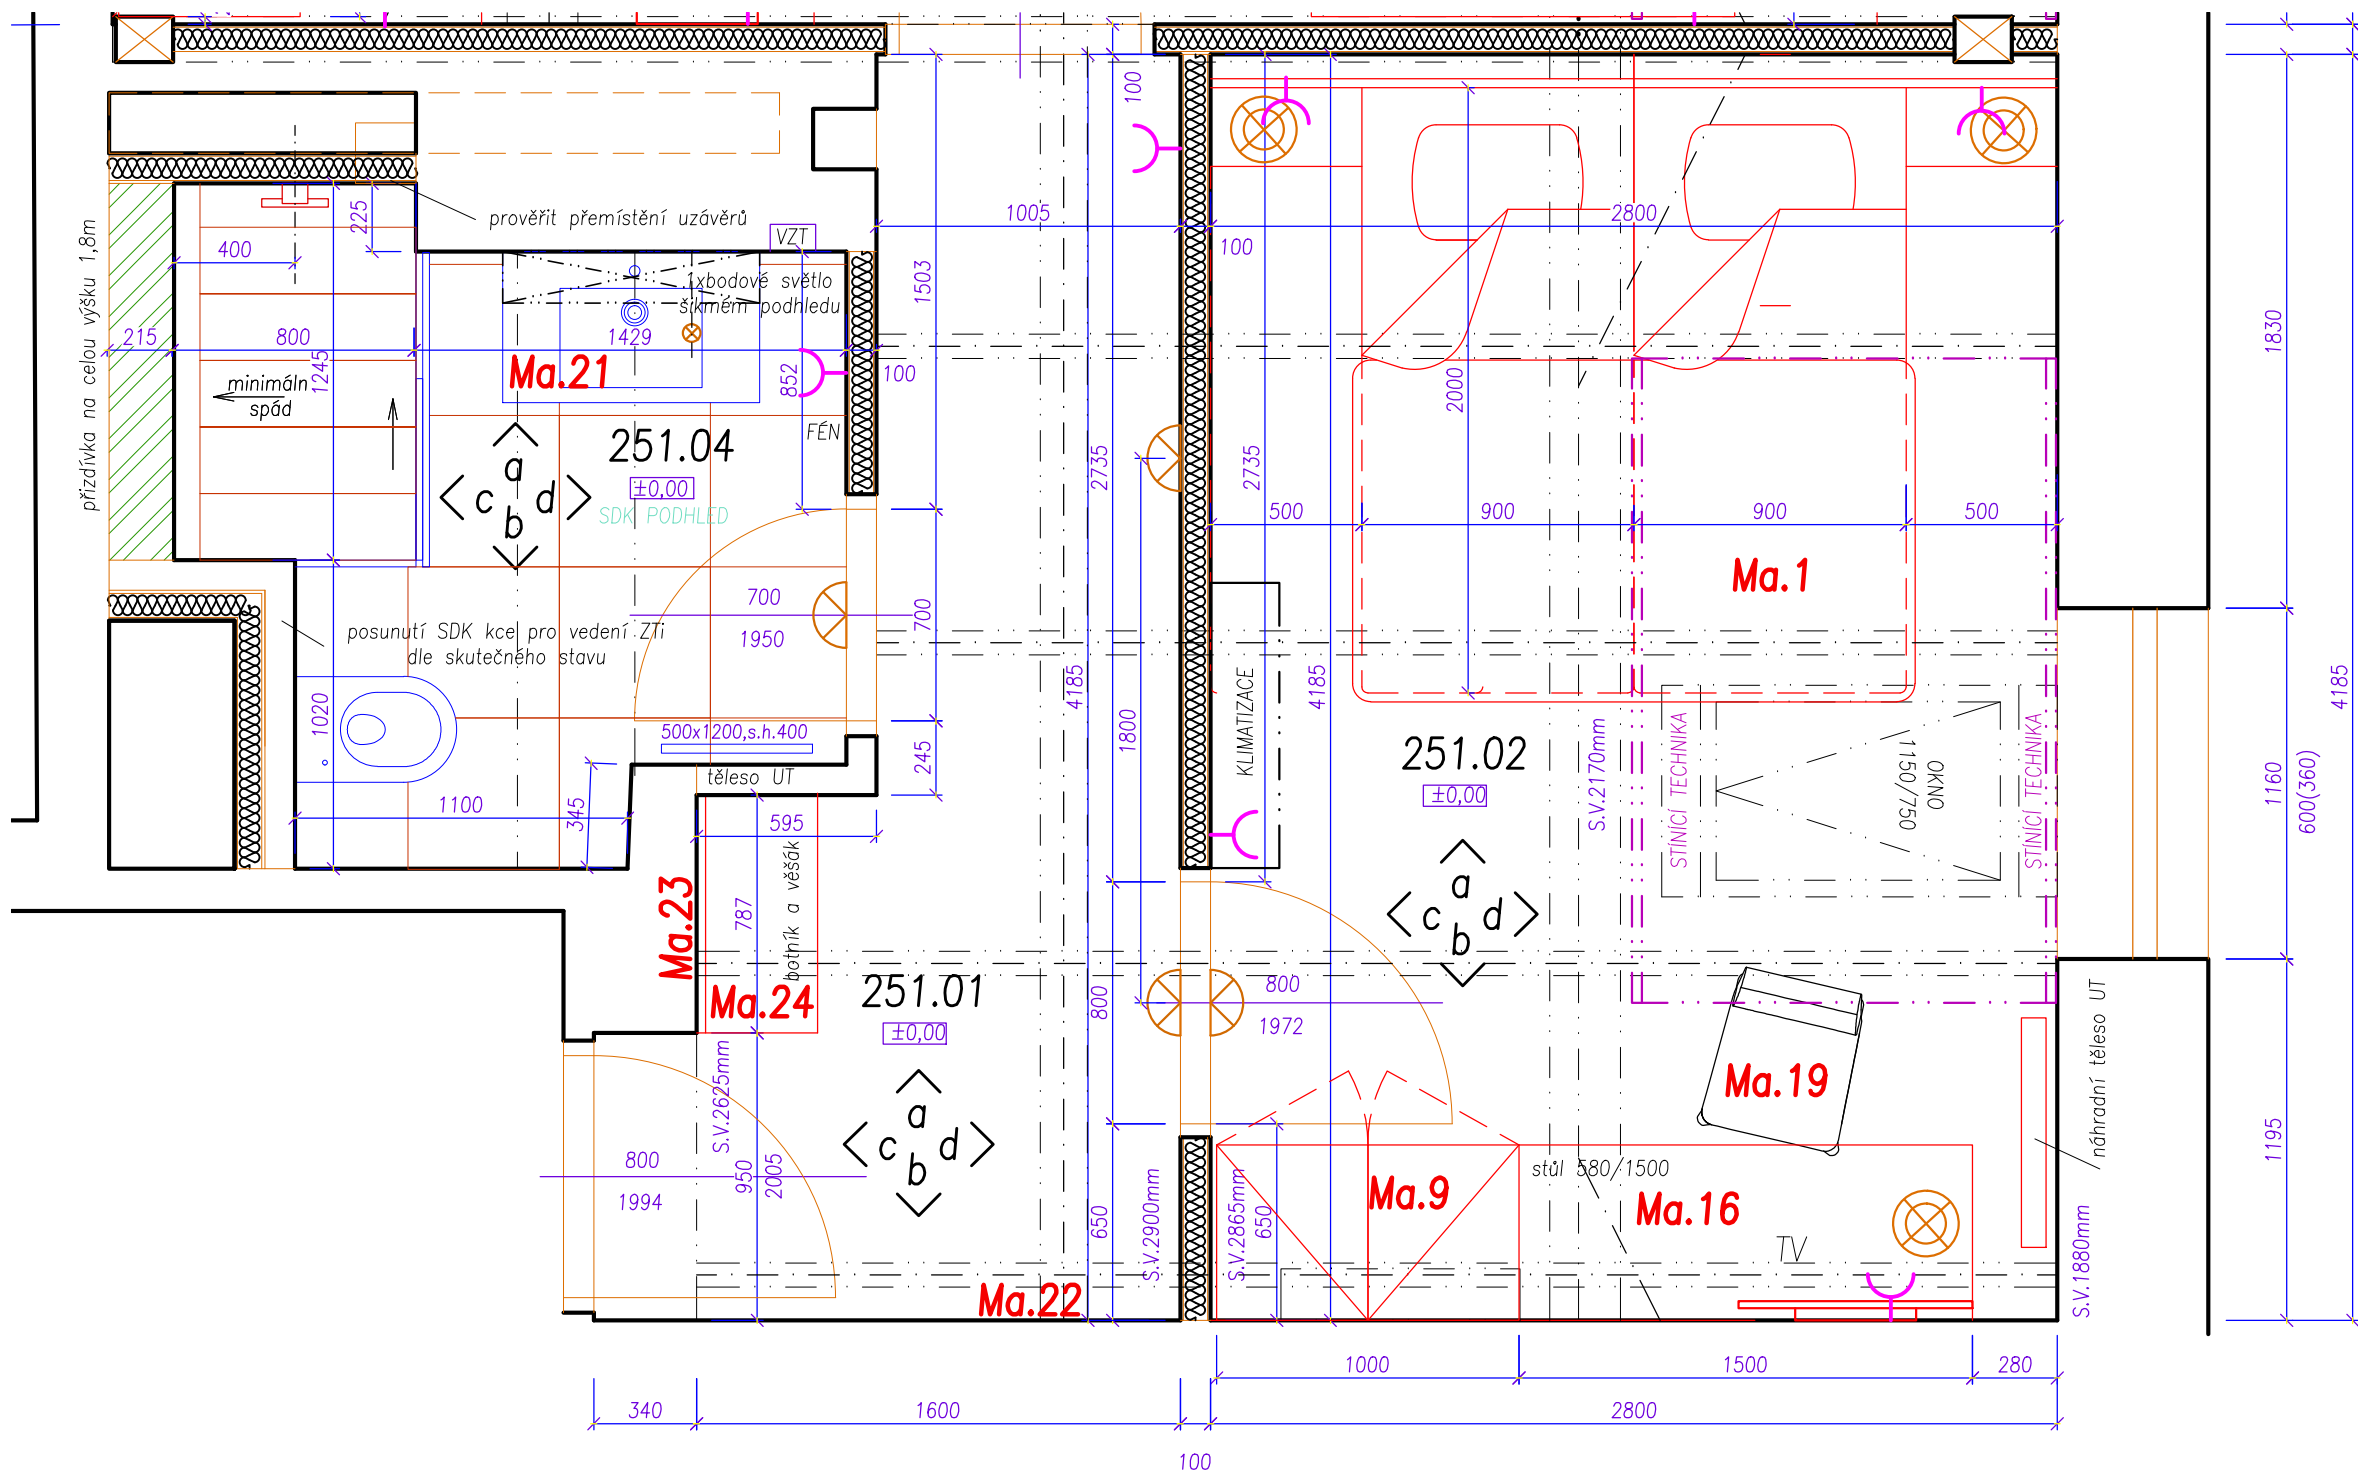 100
prověřit přemístění uzávěrů
225
400
VZT
1005
2800
100
1xbodové světlo
šikmém podhledu
1503
přizdívka na celou výšku 1,8m
215
800
1429
1245
Ma.21
852
100
minimáln
spád
2000
1830
FÉN
251.04
±0,00
SDK PODHLED
a
c d
b
2735
2735
500
900
900
500
Ma.1
700
1950
700
posunutí SDK kce pro vedení ZTi
dle skutečného stavu
1020
4185
4185
4185
1800
KLIMATIZACE
500x1200,s.h.400
těleso UT
245
1100
345
595
251.02
±0,00
S.V.2170mm
STÍNÍCÍ TECHNIKA
OKNO
1150/750
STÍNÍCÍ TECHNIKA
1160
600(360)
Ma.23
787
botník a věšák
a
c d
b
Ma.24
251.01
±0,00
800
800
1972
S.V.2625mm
Ma.19
náhradní těleso UT
a
c d
b
800
1994
950
2005
650
S.V.2900mm
S.V.2865mm
650
Ma.9
stůl 580/1500
Ma.16
TV
1195
S.V.1880mm
Ma.22
1000
1500
280
340
1600
2800
100